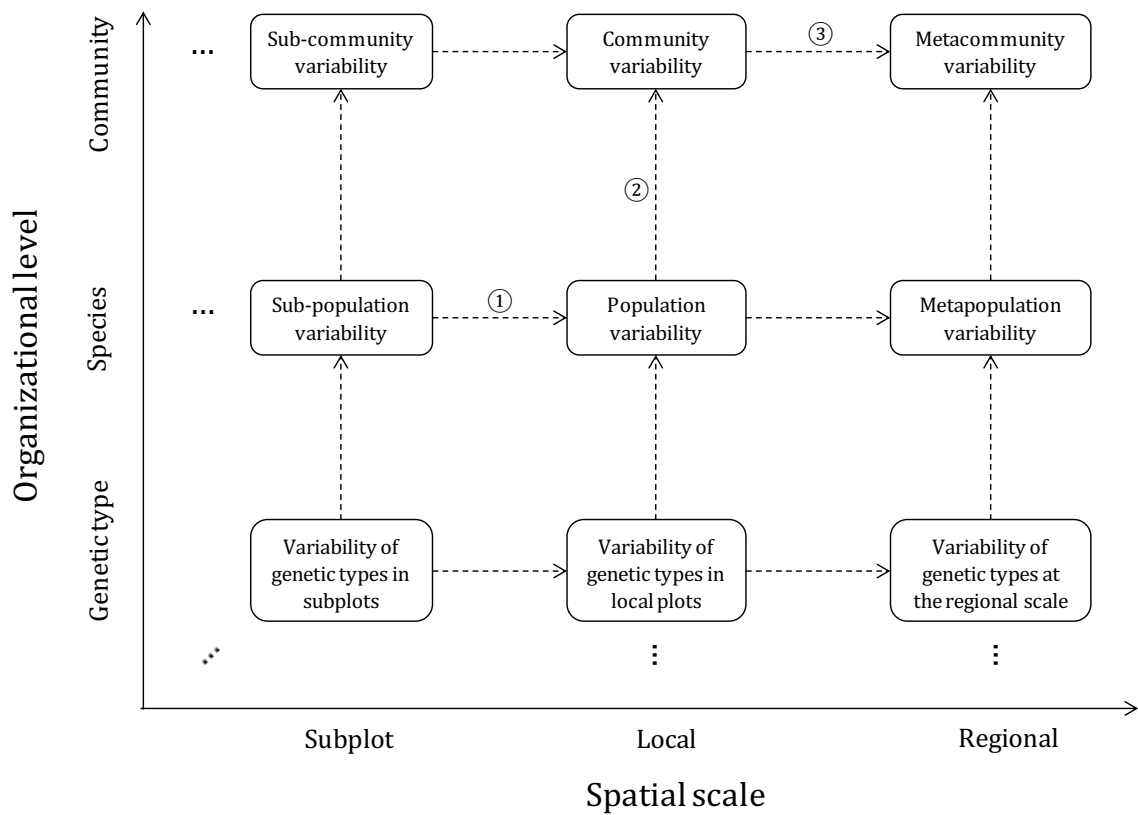 Organizational level
Community
Species
Genetic type
...
Sub-community
variability
Community
variability
③
Metacommunity
variability
②
...
Sub-population
variability
①
Population
variability
Metapopulation
variability
Variability of
genetic types in
subplots
Variability of
genetic types in
local plots
Variability of
genetic types at
the regional scale
...
...
...
Subplot
Local
Regional
Spatial scale